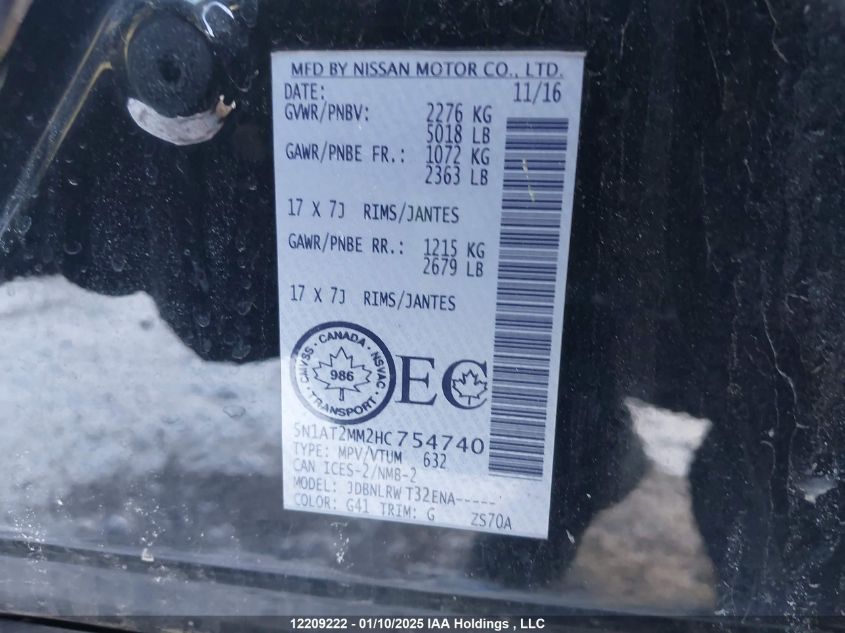 MFD BY NISSAN MOTOR CO., LTD.
DATE: 11/16
GVWR/PNBV: 2276 KG
5018 LB
GAWR/PNBE FR.: 1072 KG
2363 LB
17 X 7J RIMS/JANTES
GAWR/PNBE RR.: 1215 KG
2679 LB
17 X 7J RIMS/JANTES
CMVSS · CANADA · NSVAC
986
TRANSPORT
EC
5N1AT2MM2HC754740
TYPE: MPV/VTUM 632
CAN ICES-2/NMB-2
MODEL: JDBNLRW T32ENA-----
COLOR: G41 TRIM: G ZS70A
12209222 - 01/10/2025 IAA Holdings , LLC